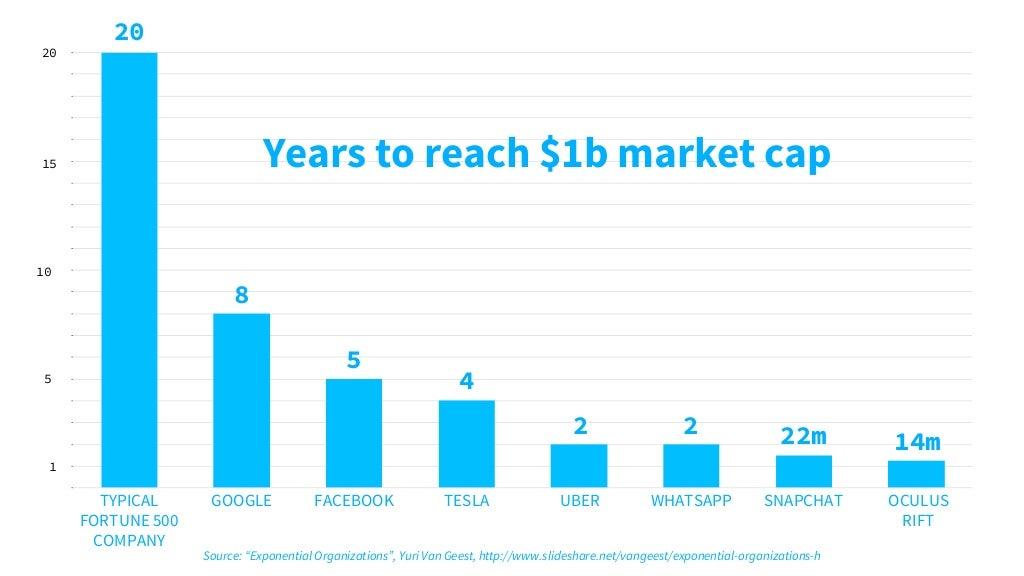 20
20
Years to reach $1b market cap
15
10
8
5
5
4
2
2
22m
14m
1
TYPICAL
FORTUNE 500
COMPANY
GOOGLE
FACEBOOK
TESLA
UBER
WHATSAPP
SNAPCHAT
OCULUS
RIFT
Source: “Exponential Organizations”, Yuri Van Geest, http://www.slideshare.net/vangeest/exponential-organizations-h